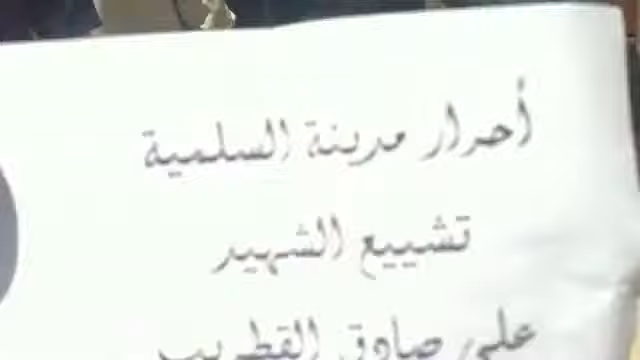 أحرار مدينة السلمية
تشييع الشهيد
علي صادق القطريب